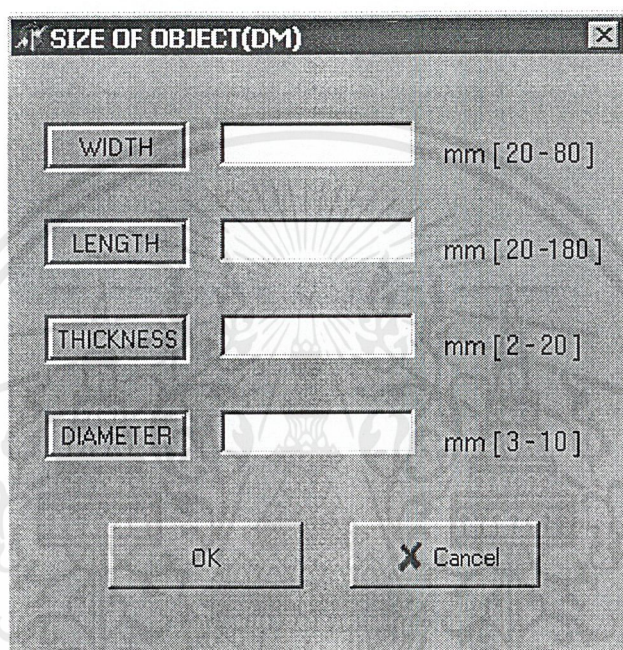 SIZE OF OBJECT(DM)
WIDTH mm [ 20 - 80 ]
LENGTH mm [ 20 -180 ]
THICKNESS mm [ 2 - 20 ]
DIAMETER mm [ 3 - 10 ]
OK Cancel